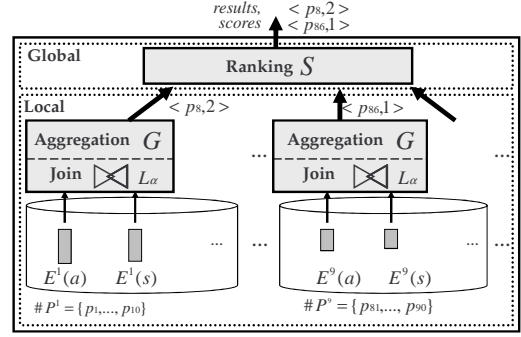 results, < p8,2 >
scores < p86,1 >
Global
Ranking S
Local
< p8,2 >
< p86,1 >
Aggregation G
Join Lα
Aggregation G
Join Lα
...
...
E¹(a) E¹(s) ... ...
E⁹(a) E⁹(s) ... ...
#P¹ = {p1,..., p10}
#P⁹ = {p81,..., p90}